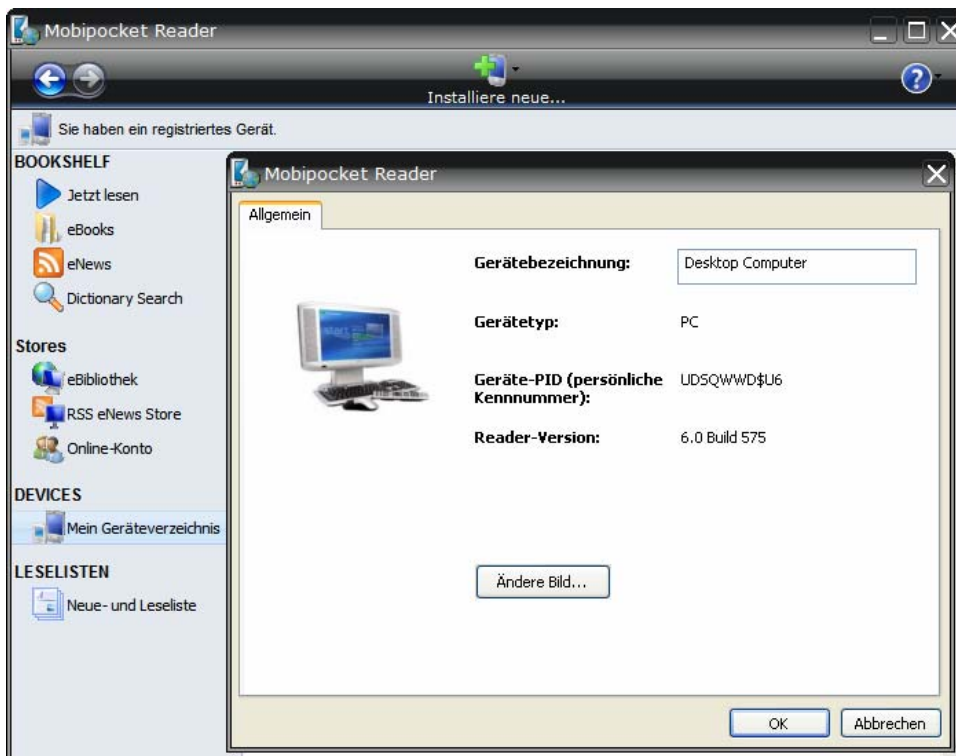 Mobipocket Reader
Installiere neue...
Sie haben ein registriertes Gerät.
BOOKSHELF
Jetzt lesen
eBooks
eNews
Dictionary Search
Stores
eBibliothek
RSS eNews Store
Online-Konto
DEVICES
Mein Geräteverzeichnis
LESELISTEN
Neue- und Leseliste
Mobipocket Reader
Allgemein
Gerätebezeichnung: Desktop Computer
Gerätetyp: PC
Geräte-PID (persönliche UDSQWWD$U6
Kennnummer):
Reader-Version: 6.0 Build 575
Ändere Bild...
OK Abbrechen